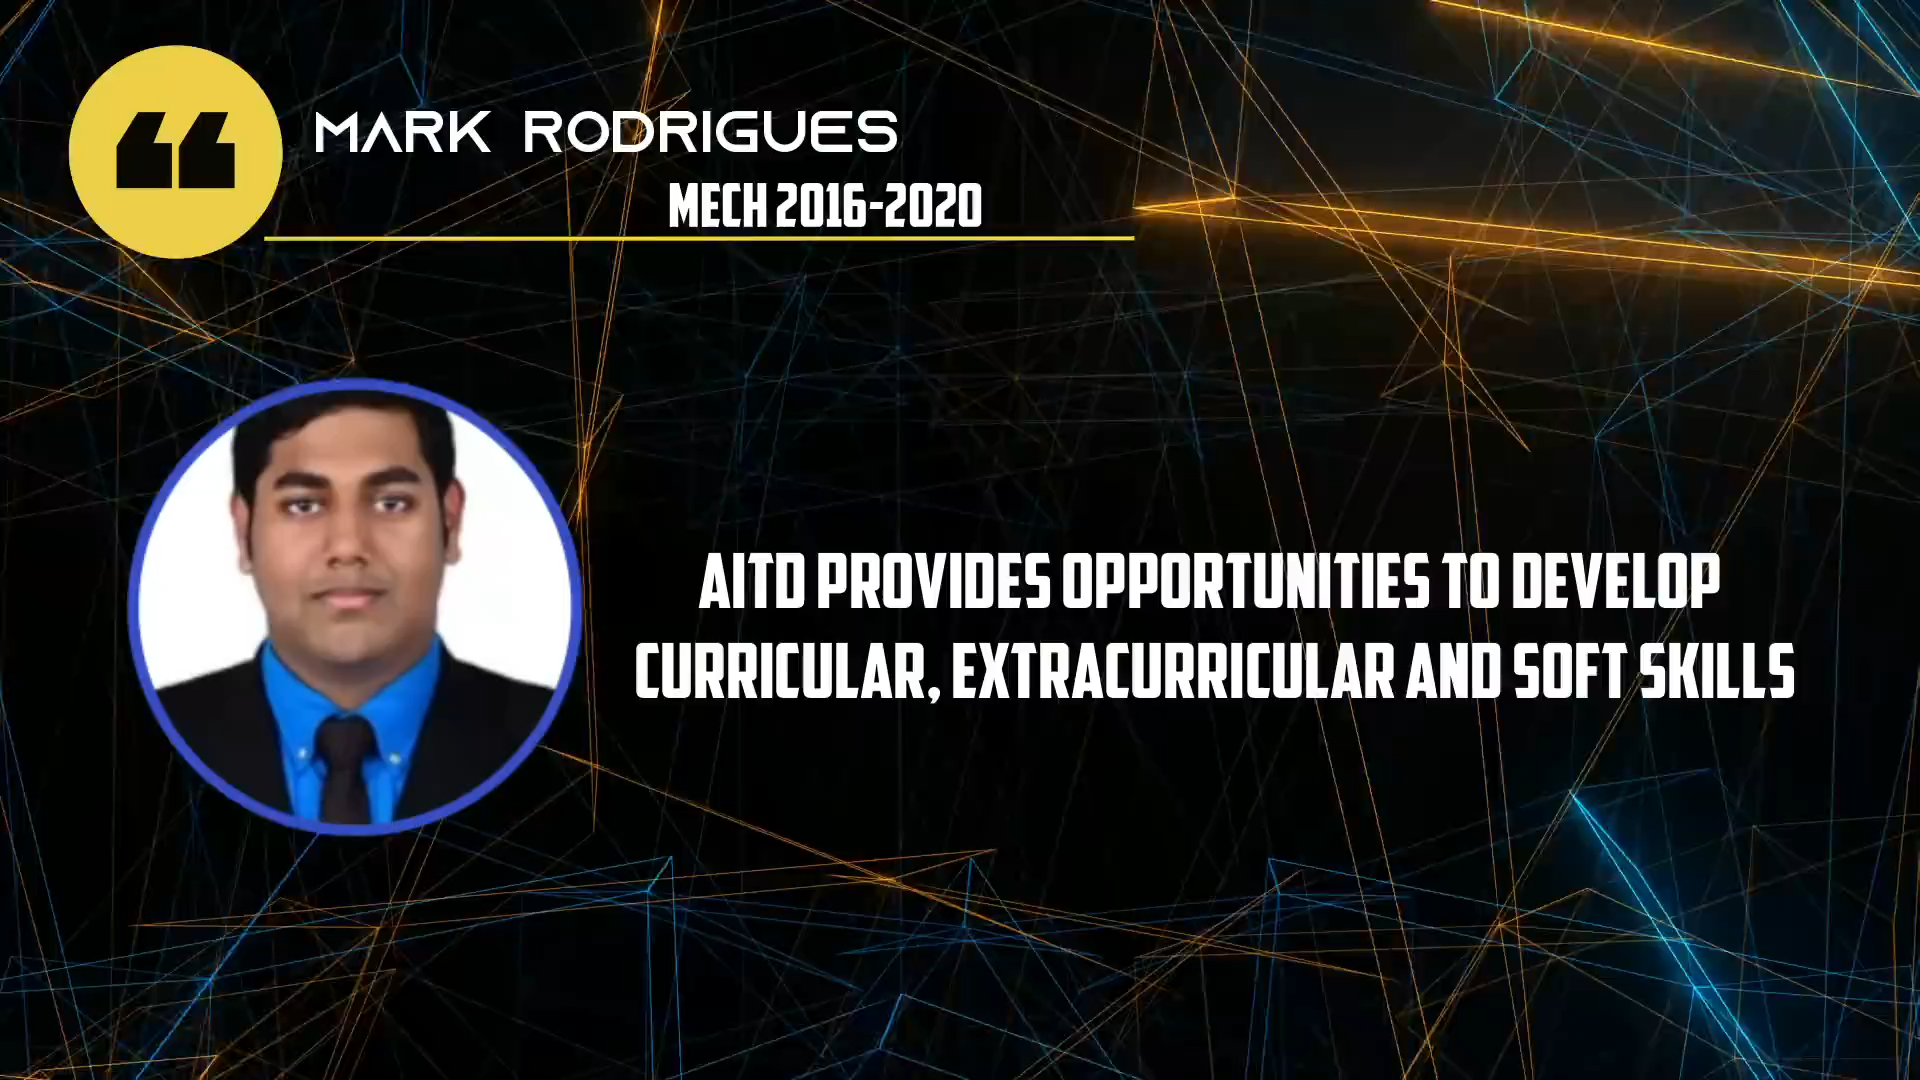 MARK RODRIGUES
MECH 2016-2020
AITD PROVIDES OPPORTUNITIES TO DEVELOP
CURRICULAR, EXTRACURRICULAR AND SOFT SKILLS